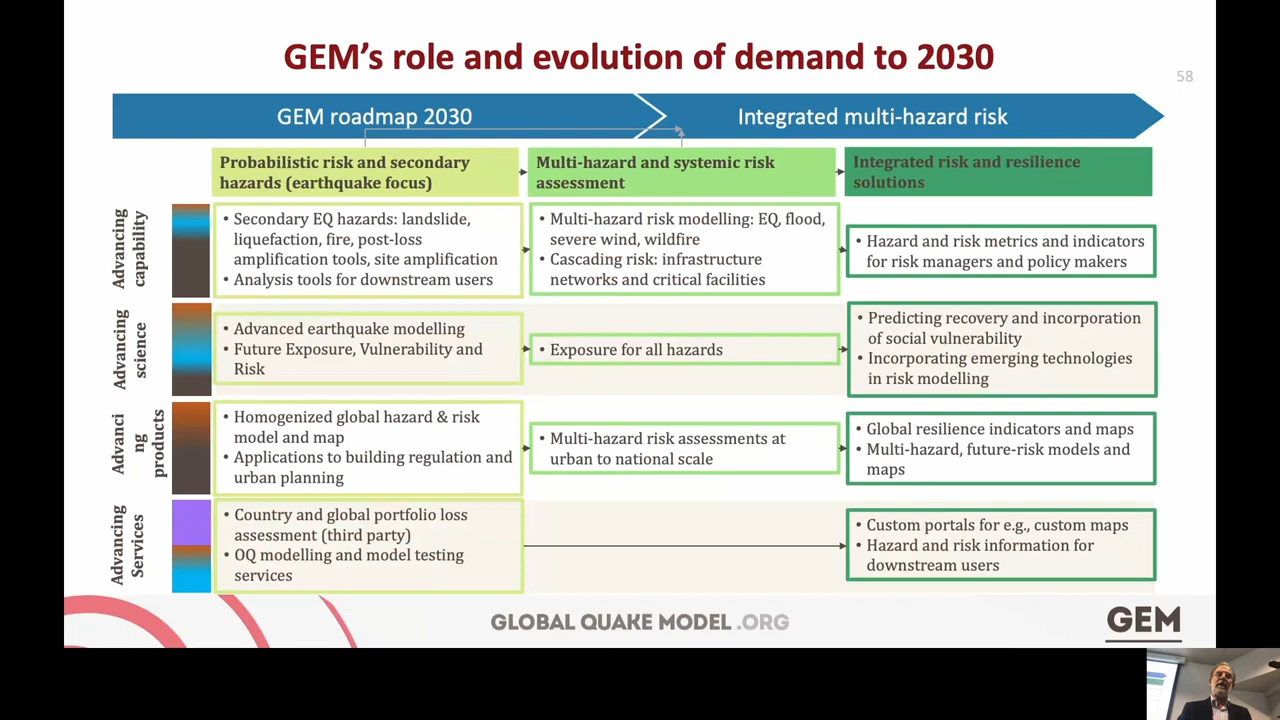 GEM's role and evolution of demand to 2030
58
GEM roadmap 2030
Integrated multi-hazard risk
Probabilistic risk and secondary
hazards (earthquake focus)
Multi-hazard and systemic risk
assessment
Integrated risk and resilience
solutions
Advancing
capability
• Secondary EQ hazards: landslide,
liquefaction, fire, post-loss
amplification tools, site amplification
• Analysis tools for downstream users
• Multi-hazard risk modelling: EQ, flood,
severe wind, wildfire
• Cascading risk: infrastructure
networks and critical facilities
• Hazard and risk metrics and indicators
for risk managers and policy makers
Advancing
science
• Advanced earthquake modelling
• Future Exposure, Vulnerability and
Risk
• Exposure for all hazards
• Predicting recovery and incorporation
of social vulnerability
• Incorporating emerging technologies
in risk modelling
Advanci
ng
products
• Homogenized global hazard & risk
model and map
• Applications to building regulation and
urban planning
• Multi-hazard risk assessments at
urban to national scale
• Global resilience indicators and maps
• Multi-hazard, future-risk models and
maps
Advancing
Services
• Country and global portfolio loss
assessment (third party)
• OQ modelling and model testing
services
• Custom portals for e.g., custom maps
• Hazard and risk information for
downstream users
GLOBAL QUAKE MODEL .ORG
GEM